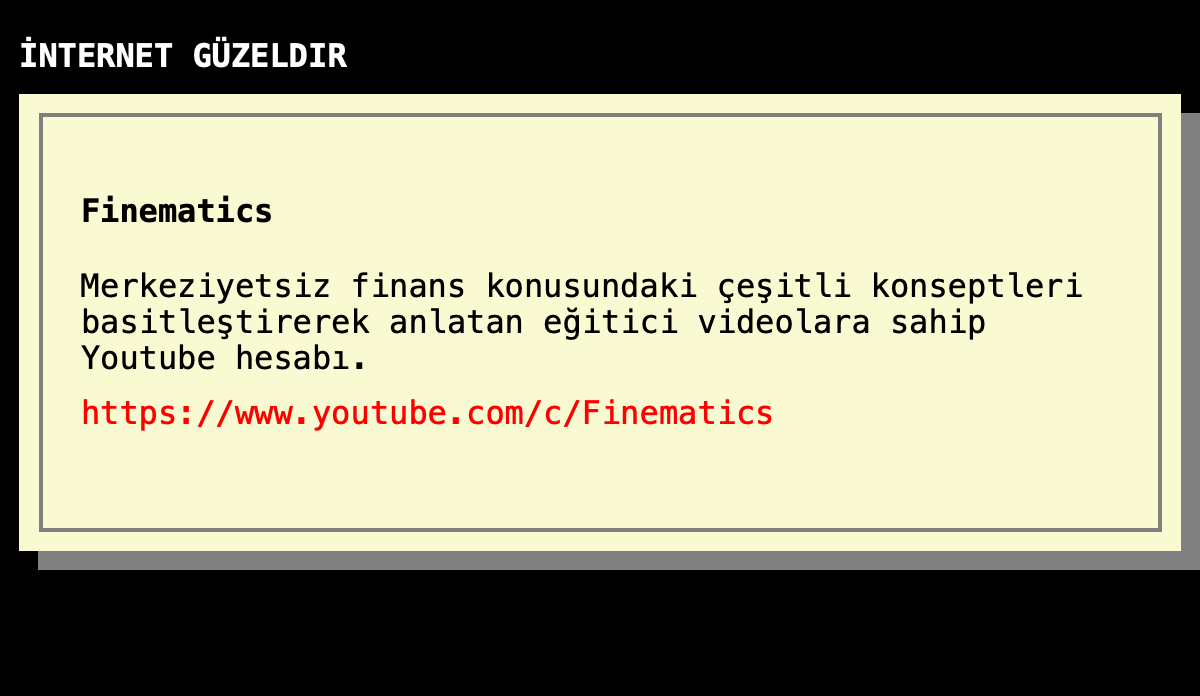 İNTERNET GÜZELDIR
Finematics
Merkeziyetsiz finans konusundaki çeşitli konseptleri
basitleştirerek anlatan eğitici videolara sahip
Youtube hesabı.
https://www.youtube.com/c/Finematics